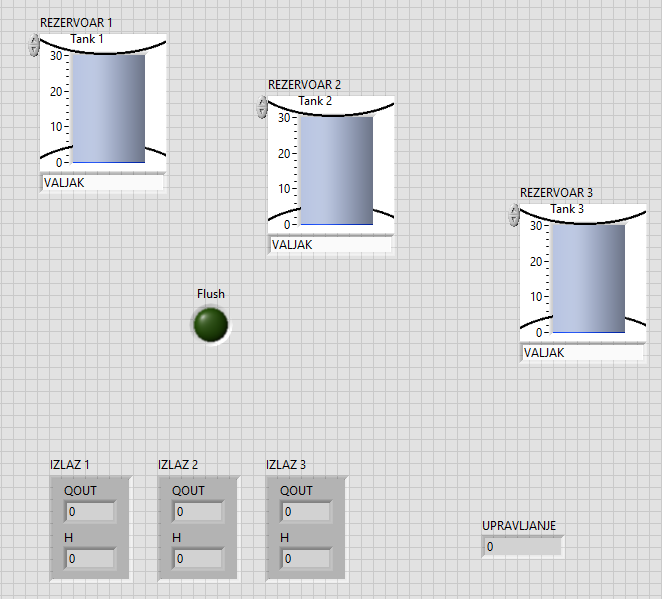 REZERVOAR 1
Tank 1
30
20
10
0
VALJAK
REZERVOAR 2
Tank 2
30
20
10
0
VALJAK
REZERVOAR 3
Tank 3
30
20
10
0
VALJAK
Flush
IZLAZ 1
QOUT
0
H
0
IZLAZ 2
QOUT
0
H
0
IZLAZ 3
QOUT
0
H
0
UPRAVLJANJE
0